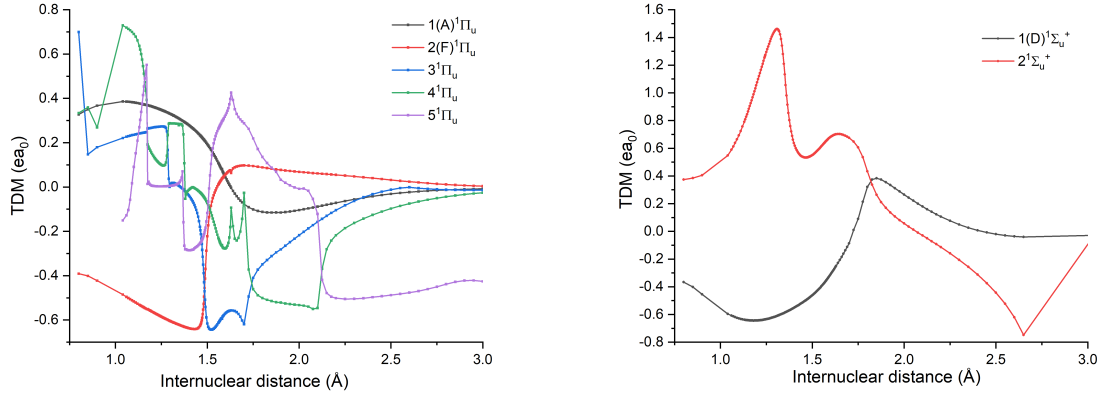 0.8
0.6
0.4
0.2
0.0
-0.2
-0.4
-0.6
TDM (ea₀)
1.0 1.5 2.0 2.5 3.0
Internuclear distance (Å)
1(A)¹Πᵤ
2(F)¹Πᵤ
3¹Πᵤ
4¹Πᵤ
5¹Πᵤ
1.6
1.4
1.2
1.0
0.8
0.6
0.4
0.2
0.0
-0.2
-0.4
-0.6
-0.8
TDM (ea₀)
1.0 1.5 2.0 2.5 3.0
Internuclear distance (Å)
1(D)¹Σᵤ⁺
2¹Σᵤ⁺